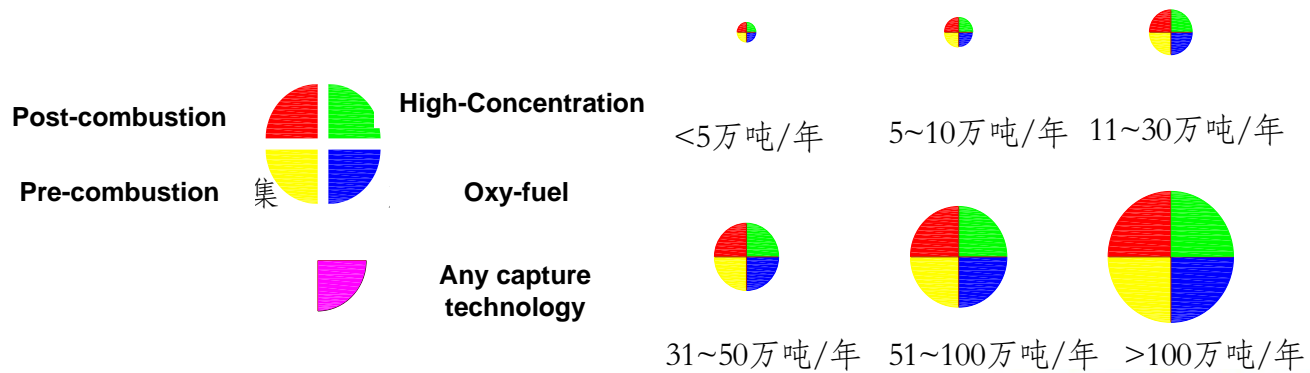 Post-combustion
High-Concentration
Pre-combustion
集
Oxy-fuel
Any capture
technology
<5万吨/年
5~10万吨/年
11~30万吨/年
31~50万吨/年
51~100万吨/年
>100万吨/年